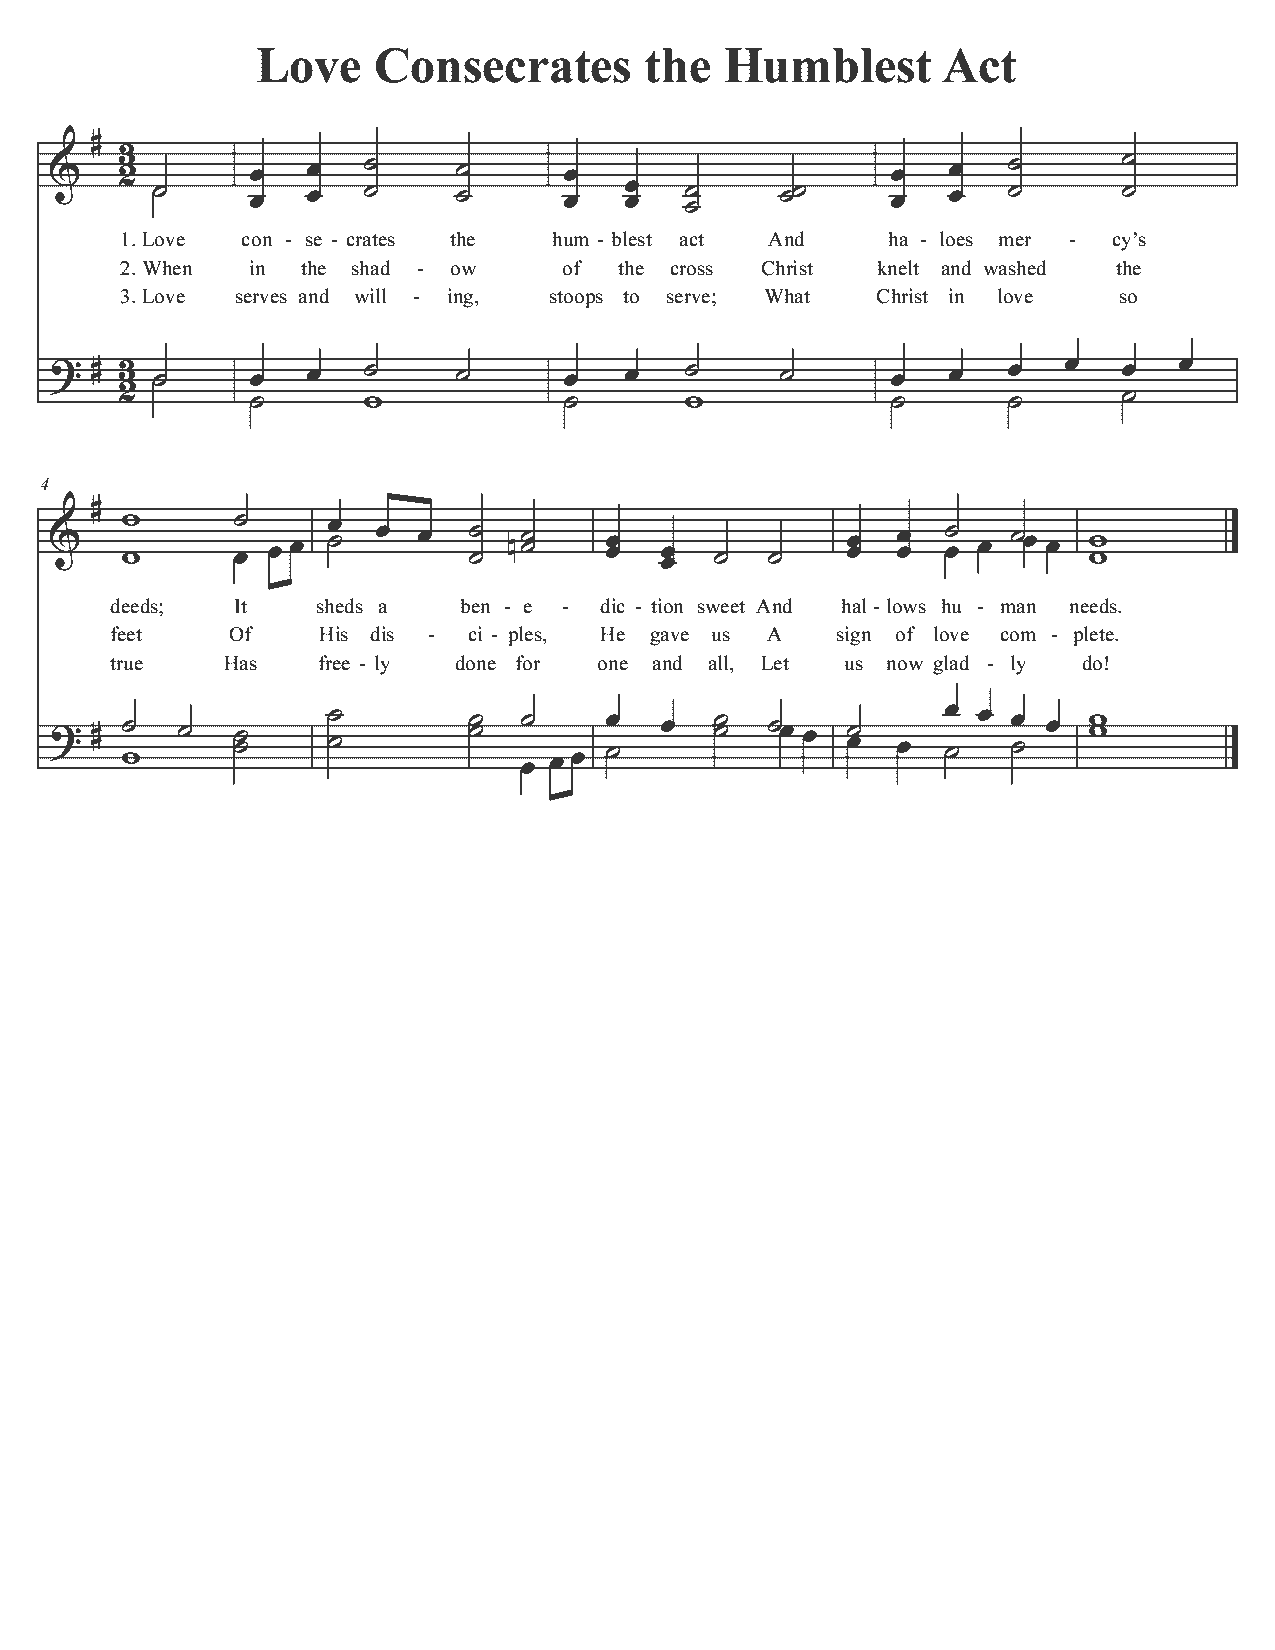 Love Consecrates the Humblest Act
3
2
1. Love con - se - crates the hum - blest act And ha - loes mer - cy’s
2. When in the shad - ow of the cross Christ knelt and washed the
3. Love serves and will - ing, stoops to serve; What Christ in love so
3
2
4
deeds; It sheds a ben - e - dic - tion sweet And hal - lows hu - man needs.
feet Of His dis - ci - ples, He gave us A sign of love com - plete.
true Has free - ly done for one and all, Let us now glad - ly do!